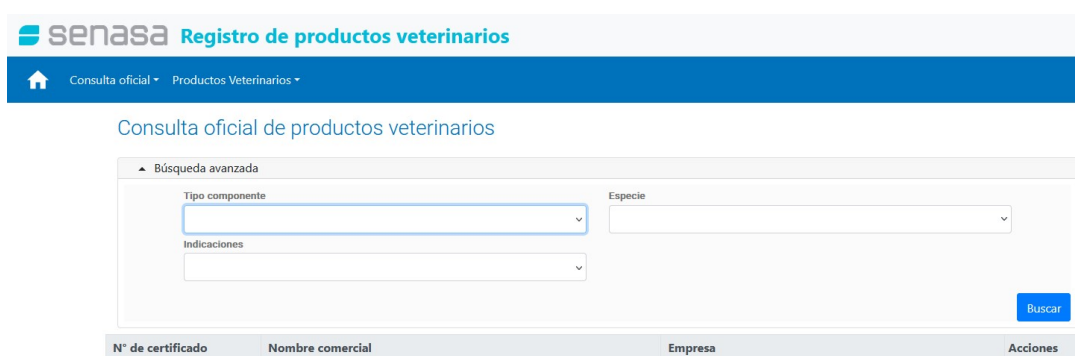 senasa Registro de productos veterinarios
Consulta oficial Productos Veterinarios
Consulta oficial de productos veterinarios
Búsqueda avanzada
Tipo componente Especie
Indicaciones
Buscar
N° de certificado Nombre comercial Empresa Acciones